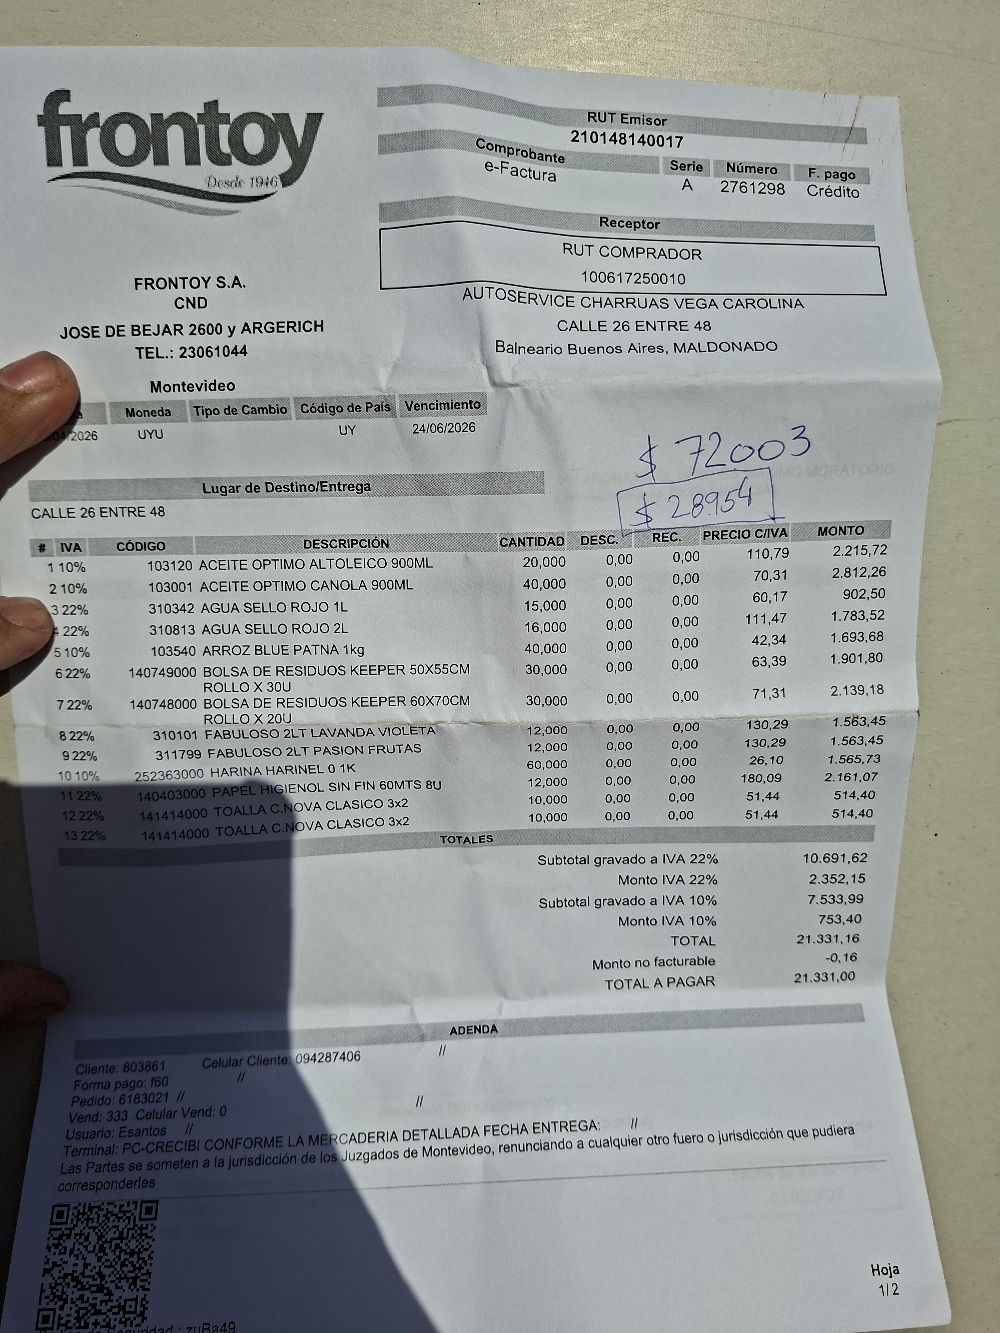 frontoy
Desde 1946
RUT Emisor
210148140017
Comprobante Serie Número F. pago
e-Factura A 2761298 Crédito
Receptor
RUT COMPRADOR
100617250010
AUTOSERVICE CHARRUAS VEGA CAROLINA
CALLE 26 ENTRE 48
Balneario Buenos Aires, MALDONADO
FRONTOY S.A.
CND
JOSE DE BEJAR 2600 y ARGERICH
TEL.: 23061044
Montevideo
Moneda Tipo de Cambio Código de País Vencimiento
/2026 UYU UY 24/06/2026
$ 72003
$ 28954
Lugar de Destino/Entrega
CALLE 26 ENTRE 48
# IVA CÓDIGO DESCRIPCIÓN CANTIDAD DESC. REC. PRECIO C/IVA MONTO
1 10% 103120 ACEITE OPTIMO ALTOLEICO 900ML 20,000 0,00 0,00 110,79 2.215,72
2 10% 103001 ACEITE OPTIMO CANOLA 900ML 40,000 0,00 0,00 70,31 2.812,26
3 22% 310342 AGUA SELLO ROJO 1L 15,000 0,00 0,00 60,17 902,50
4 22% 310813 AGUA SELLO ROJO 2L 16,000 0,00 0,00 111,47 1.783,52
5 10% 103540 ARROZ BLUE PATNA 1kg 40,000 0,00 0,00 42,34 1.693,68
6 22% 140749000 BOLSA DE RESIDUOS KEEPER 50X55CM 30,000 0,00 0,00 63,39 1.901,80
ROLLO X 30U
7 22% 140748000 BOLSA DE RESIDUOS KEEPER 60X70CM 30,000 0,00 0,00 71,31 2.139,18
ROLLO X 20U
8 22% 310101 FABULOSO 2LT LAVANDA VIOLETA 12,000 0,00 0,00 130,29 1.563,45
9 22% 311799 FABULOSO 2LT PASION FRUTAS 12,000 0,00 0,00 130,29 1.563,45
10 10% 252363000 HARINA HARINEL 0 1K 60,000 0,00 0,00 26,10 1.565,73
11 22% 140403000 PAPEL HIGIENOL SIN FIN 60MTS 8U 12,000 0,00 0,00 180,09 2.161,07
12 22% 141414000 TOALLA C.NOVA CLASICO 3x2 10,000 0,00 0,00 51,44 514,40
13 22% 141414000 TOALLA C.NOVA CLASICO 3x2 10,000 0,00 0,00 51,44 514,40
TOTALES
Subtotal gravado a IVA 22% 10.691,62
Monto IVA 22% 2.352,15
Subtotal gravado a IVA 10% 7.533,99
Monto IVA 10% 753,40
TOTAL 21.331,16
Monto no facturable -0,16
TOTAL A PAGAR 21.331,00
ADENDA
Cliente: 803861 Celular Cliente: 094287406 //
Forma pago: f60 //
Pedido: 6183021 //
Vend: 333 Celular Vend: 0 //
Usuario: Esantos //
Terminal: PC-CRECIBI CONFORME LA MERCADERIA DETALLADA FECHA ENTREGA: //
Las Partes se someten a la jurisdicción de los Juzgados de Montevideo, renunciando a cualquier otro fuero o jurisdicción que pudiera
corresponderles
Hoja
1/2
: zuBa49